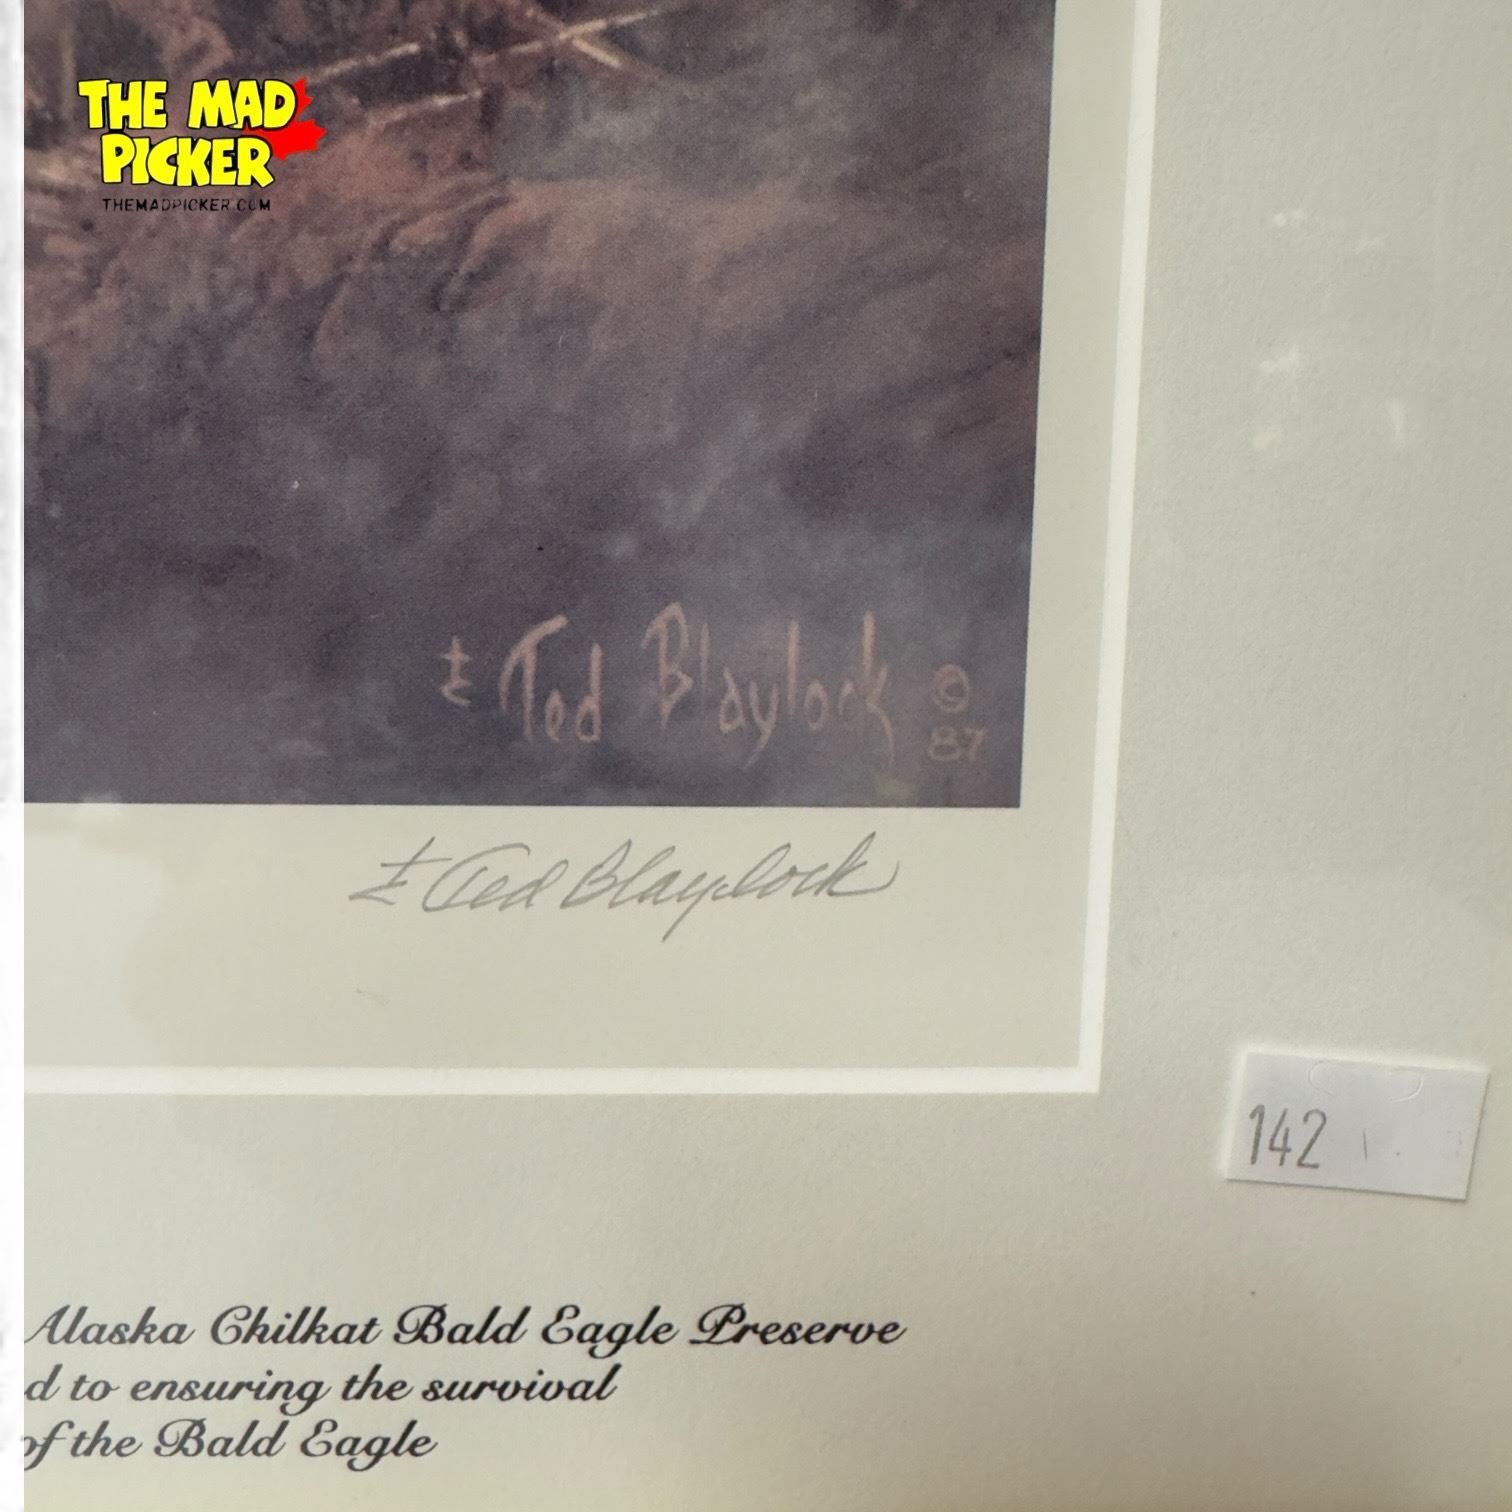 THE MAD
PICKER
THEMADPICKER.COM
Ted Blaylock ©
87
Ted Blaylock
142
Alaska Chilkat Bald Eagle Preserve
d to ensuring the survival
of the Bald Eagle